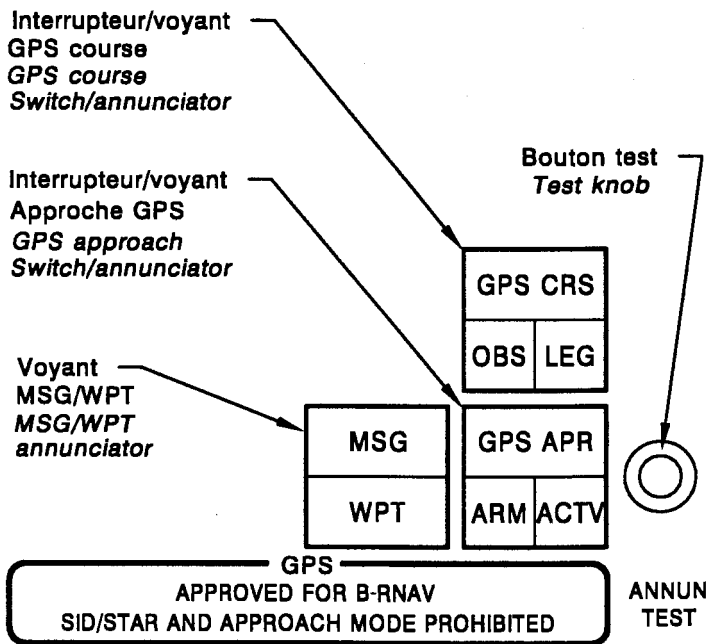 Interrupteur/voyant
GPS course
GPS course
Switch/annunciator
Bouton test
Test knob
Interrupteur/voyant
Approche GPS
GPS approach
Switch/annunciator
GPS CRS
OBS LEG
Voyant
MSG/WPT
MSG/WPT
annunciator
MSG
WPT
GPS APR
ARM ACTV
GPS
APPROVED FOR B-RNAV
SID/STAR AND APPROACH MODE PROHIBITED
ANNUN
TEST